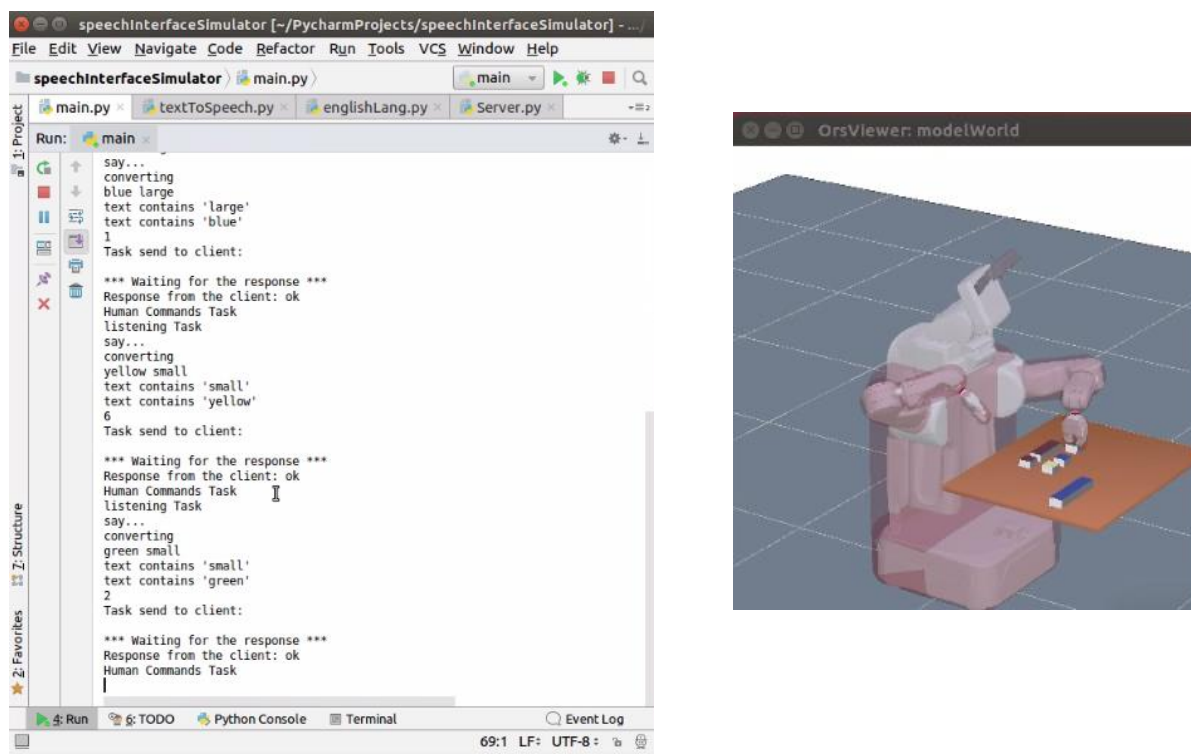 speechInterfaceSimulator [~/PycharmProjects/speechInterfaceSimulator] - .../
File Edit View Navigate Code Refactor Run Tools VCS Window Help
speechInterfaceSimulator main.py main
main.py textToSpeech.py englishLang.py Server.py
1: Project
Run: main
say...
converting
blue large
text contains 'large'
text contains 'blue'
1
Task send to client:
*** Waiting for the response ***
Response from the client: ok
Human Commands Task
listening Task
say...
converting
yellow small
text contains 'small'
text contains 'yellow'
6
Task send to client:
*** Waiting for the response ***
Response from the client: ok
Human Commands Task
listening Task
say...
converting
green small
text contains 'small'
text contains 'green'
2
Task send to client:
*** Waiting for the response ***
Response from the client: ok
Human Commands Task
7: Structure
2: Favorites
4: Run 6: TODO Python Console Terminal Event Log
69:1 LF: UTF-8:
OrsViewer: modelWorld